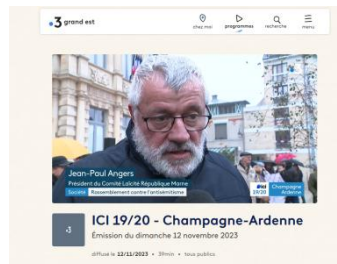 •3 grand est
chez moi
programmes
recherche
menu
Jean-Paul Angers
Président du Comité Laïcité République Marne
Société Rassemblement contre l'antisémitisme
ici 19/20 Champagne-Ardenne
•3
ICI 19/20 - Champagne-Ardenne
Émission du dimanche 12 novembre 2023
diffusé le 12/11/2023 • 39min • tous publics